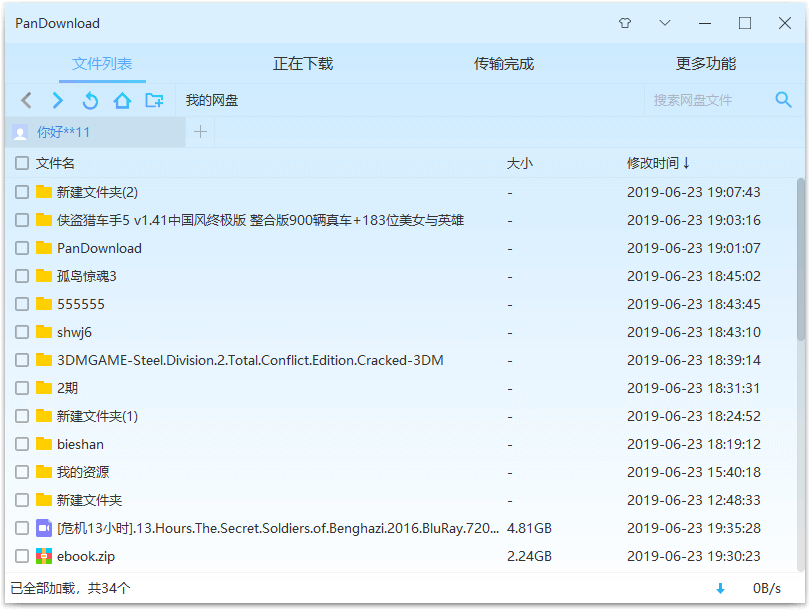 PanDownload
文件列表 正在下载 传输完成 更多功能
我的网盘 搜索网盘文件
你好**11
文件名 大小 修改时间↓
新建文件夹(2) - 2019-06-23 19:07:43
侠盗猎车手5 v1.41中国风终极版 整合版900辆真车+183位美女与英雄 - 2019-06-23 19:03:16
PanDownload - 2019-06-23 19:01:07
孤岛惊魂3 - 2019-06-23 18:45:02
555555 - 2019-06-23 18:43:45
shwj6 - 2019-06-23 18:43:10
3DMGAME-Steel.Division.2.Total.Conflict.Edition.Cracked-3DM - 2019-06-23 18:39:14
2期 - 2019-06-23 18:31:31
新建文件夹(1) - 2019-06-23 18:24:52
bieshan - 2019-06-23 18:19:12
我的资源 - 2019-06-23 15:40:18
新建文件夹 - 2019-06-23 12:48:33
[危机13小时].13.Hours.The.Secret.Soldiers.of.Benghazi.2016.BluRay.720... 4.81GB 2019-06-23 19:35:28
ebook.zip 2.24GB 2019-06-23 19:30:23
已全部加载，共34个 0B/s